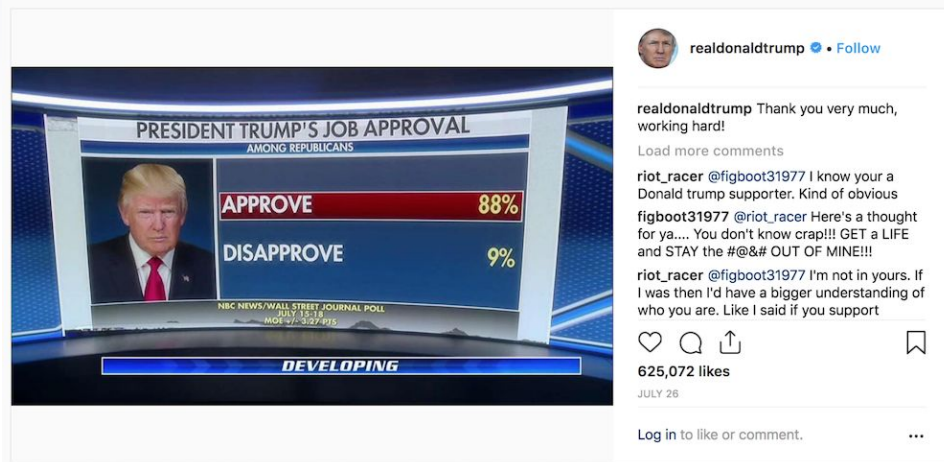 PRESIDENT TRUMP'S JOB APPROVAL
AMONG REPUBLICANS
APPROVE 88%
DISAPPROVE 9%
NBC NEWS/WALL STREET JOURNAL POLL
JULY 15-18
MOE +/- 3.27 PTS
DEVELOPING
realdonaldtrump • Follow
realdonaldtrump Thank you very much,
working hard!
Load more comments
riot_racer @figboot31977 I know your a
Donald trump supporter. Kind of obvious
figboot31977 @riot_racer Here's a thought
for ya.... You don't know crap!!! GET a LIFE
and STAY the #@&# OUT OF MINE!!!
riot_racer @figboot31977 I'm not in yours. If
I was then I'd have a bigger understanding of
who you are. Like I said if you support
625,072 likes
JULY 26
Log in to like or comment.